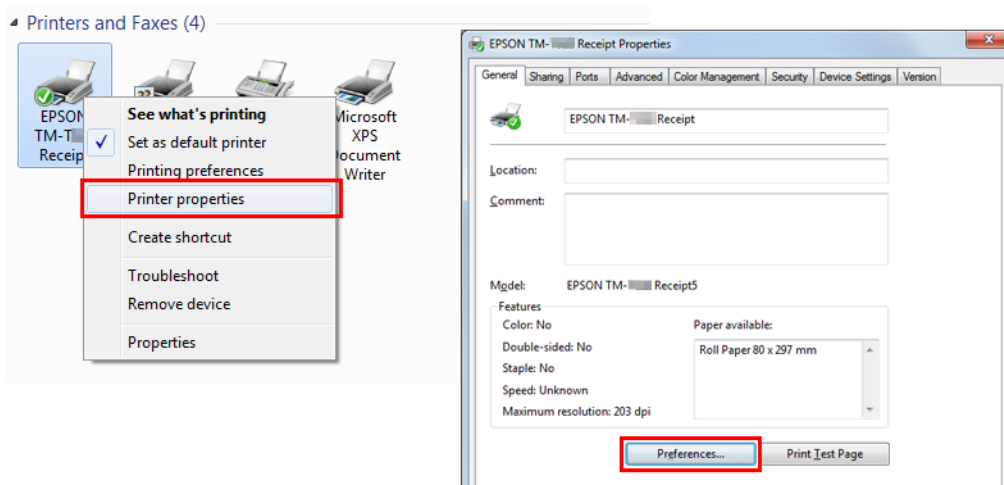 Printers and Faxes (4)
EPSON
TM-T
Receip
Microsoft
XPS
Document
Writer
See what's printing
Set as default printer
Printing preferences
Printer properties
Create shortcut
Troubleshoot
Remove device
Properties
EPSON TM- Receipt Properties
General Sharing Ports Advanced Color Management Security Device Settings Version
EPSON TM- Receipt
Location:
Comment:
Model: EPSON TM- Receipt5
Features
Color: No Paper available:
Double-sided: No Roll Paper 80 x 297 mm
Staple: No
Speed: Unknown
Maximum resolution: 203 dpi
Preferences... Print Test Page